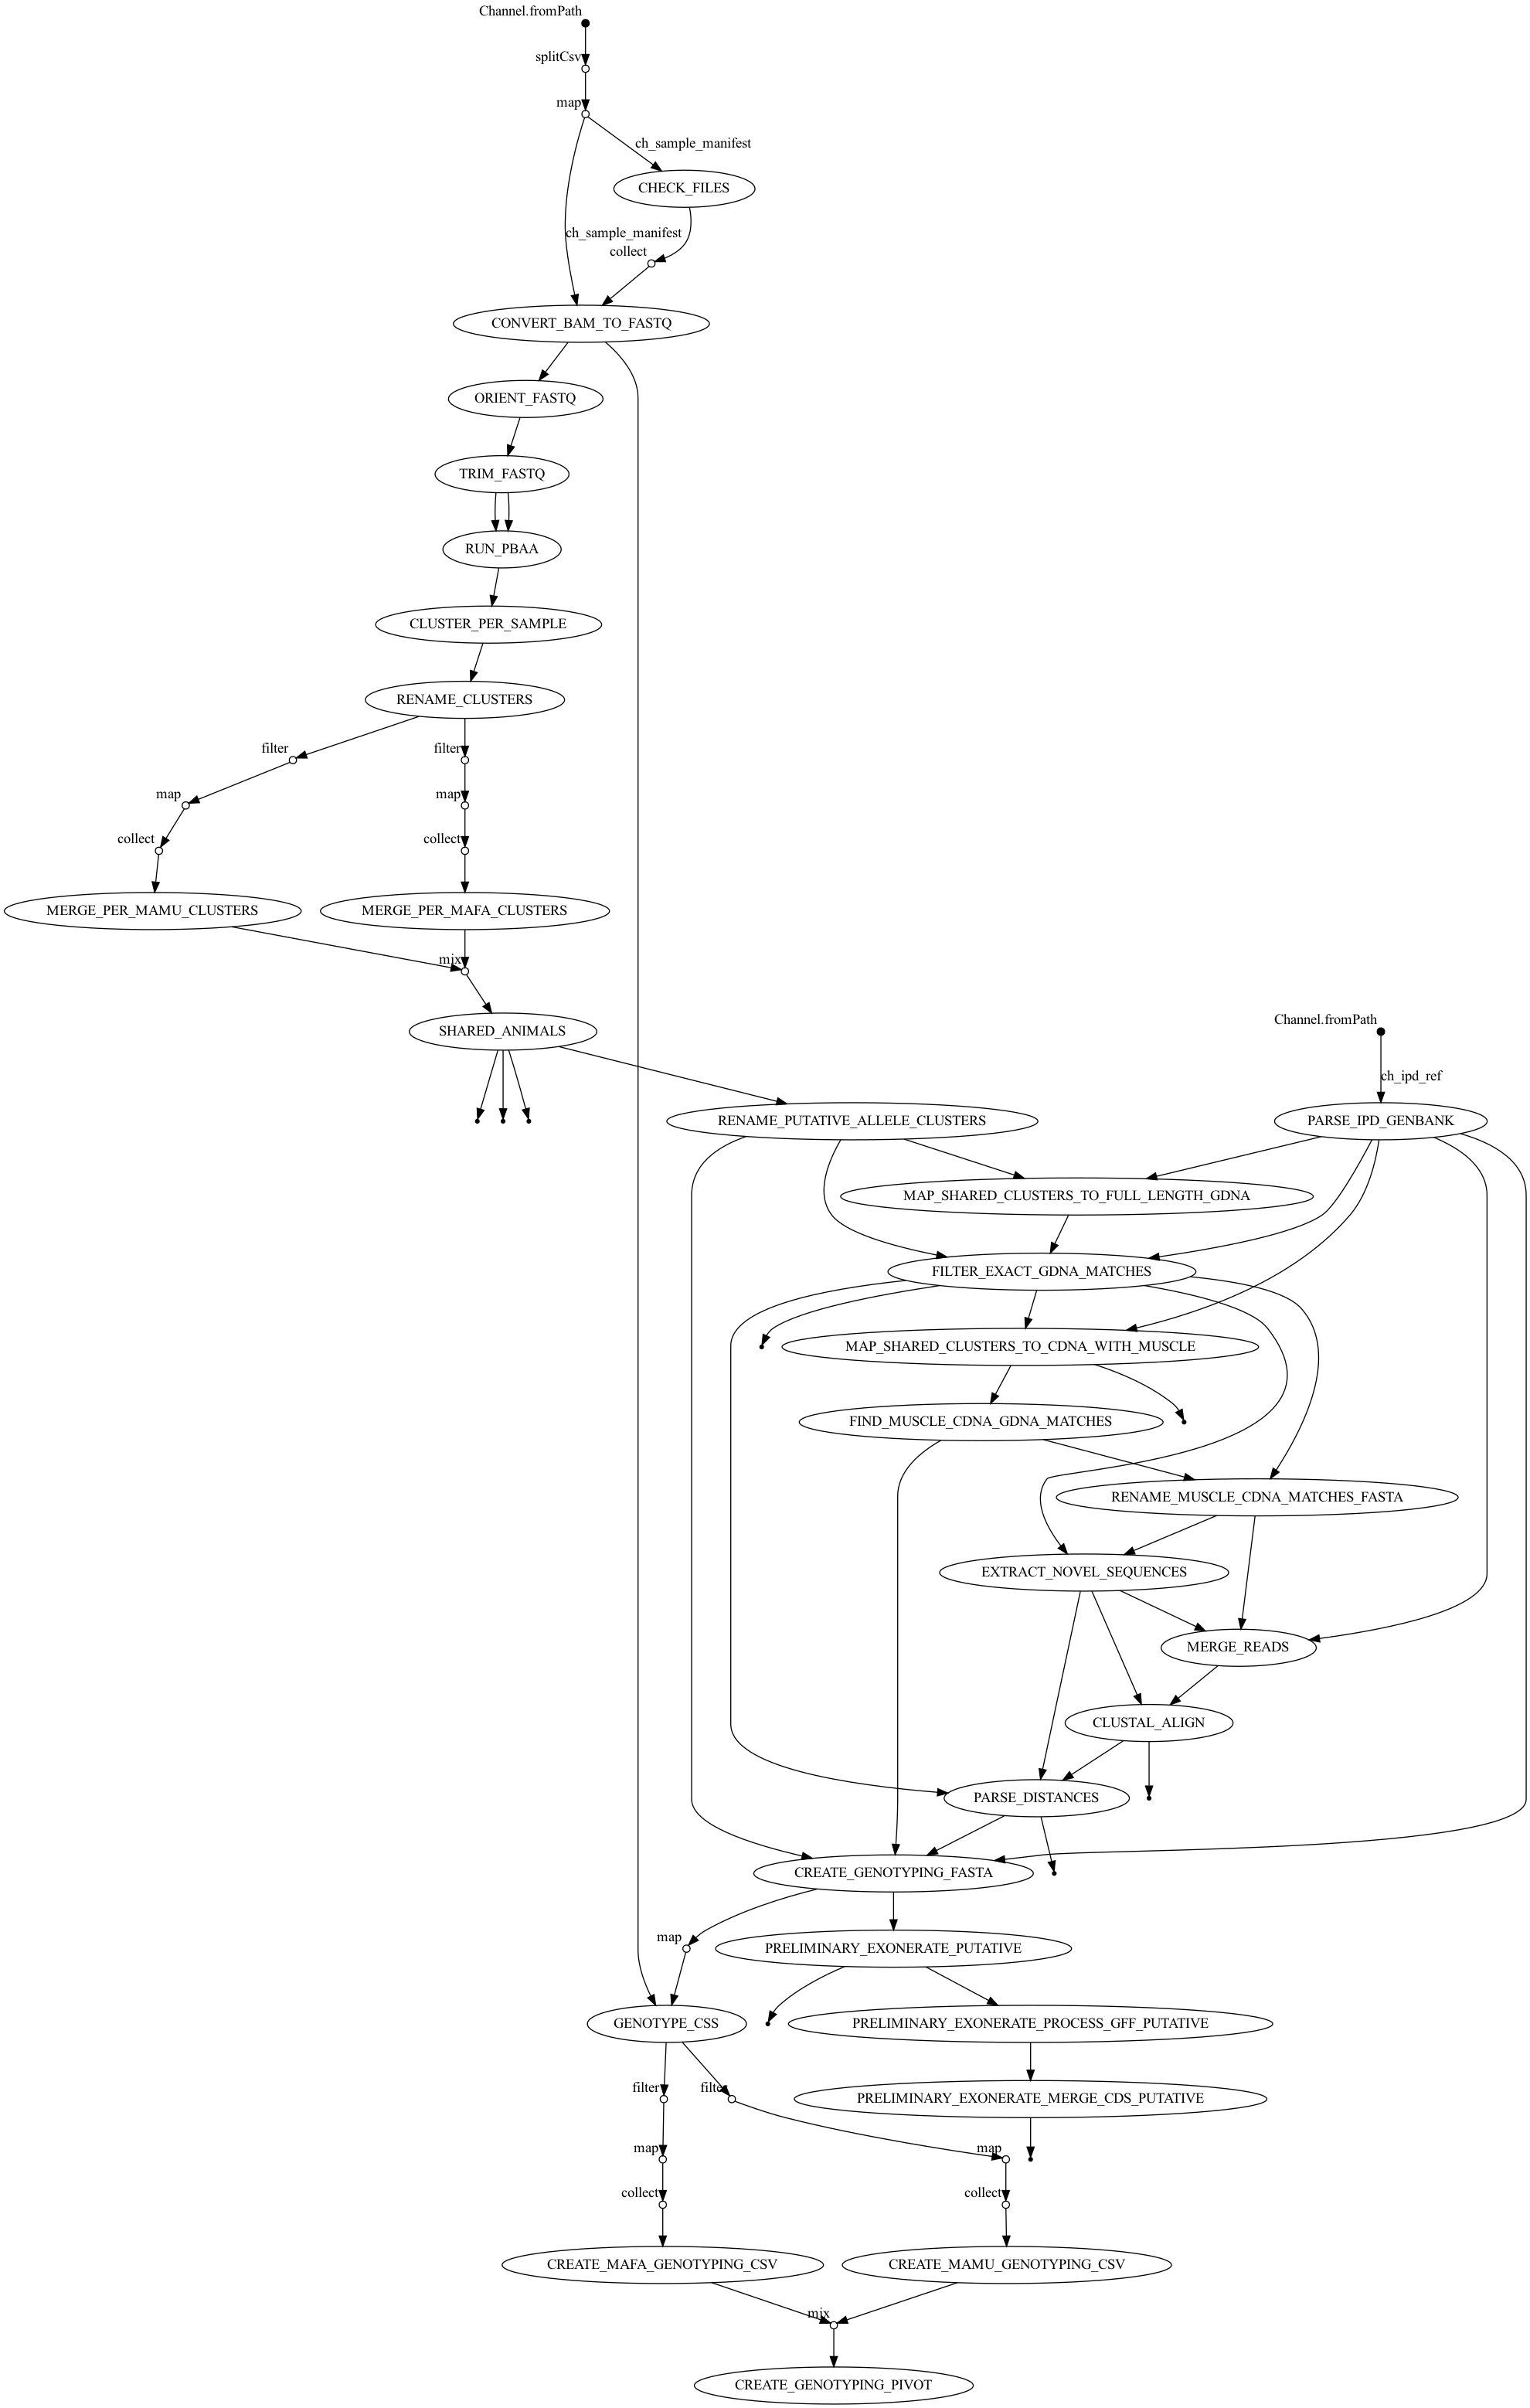 Channel.fromPath
splitCsv
map
ch_sample_manifest
CHECK_FILES
ch_sample_manifest
collect
CONVERT_BAM_TO_FASTQ
ORIENT_FASTQ
TRIM_FASTQ
RUN_PBAA
CLUSTER_PER_SAMPLE
RENAME_CLUSTERS
filter
filter
map
map
collect
collect
MERGE_PER_MAMU_CLUSTERS
MERGE_PER_MAFA_CLUSTERS
mix
SHARED_ANIMALS
Channel.fromPath
ch_ipd_ref
RENAME_PUTATIVE_ALLELE_CLUSTERS
PARSE_IPD_GENBANK
MAP_SHARED_CLUSTERS_TO_FULL_LENGTH_GDNA
FILTER_EXACT_GDNA_MATCHES
MAP_SHARED_CLUSTERS_TO_CDNA_WITH_MUSCLE
FIND_MUSCLE_CDNA_GDNA_MATCHES
RENAME_MUSCLE_CDNA_MATCHES_FASTA
EXTRACT_NOVEL_SEQUENCES
MERGE_READS
CLUSTAL_ALIGN
PARSE_DISTANCES
CREATE_GENOTYPING_FASTA
map
PRELIMINARY_EXONERATE_PUTATIVE
GENOTYPE_CSS
PRELIMINARY_EXONERATE_PROCESS_GFF_PUTATIVE
filter
filter
PRELIMINARY_EXONERATE_MERGE_CDS_PUTATIVE
map
map
collect
collect
CREATE_MAFA_GENOTYPING_CSV
CREATE_MAMU_GENOTYPING_CSV
mix
CREATE_GENOTYPING_PIVOT